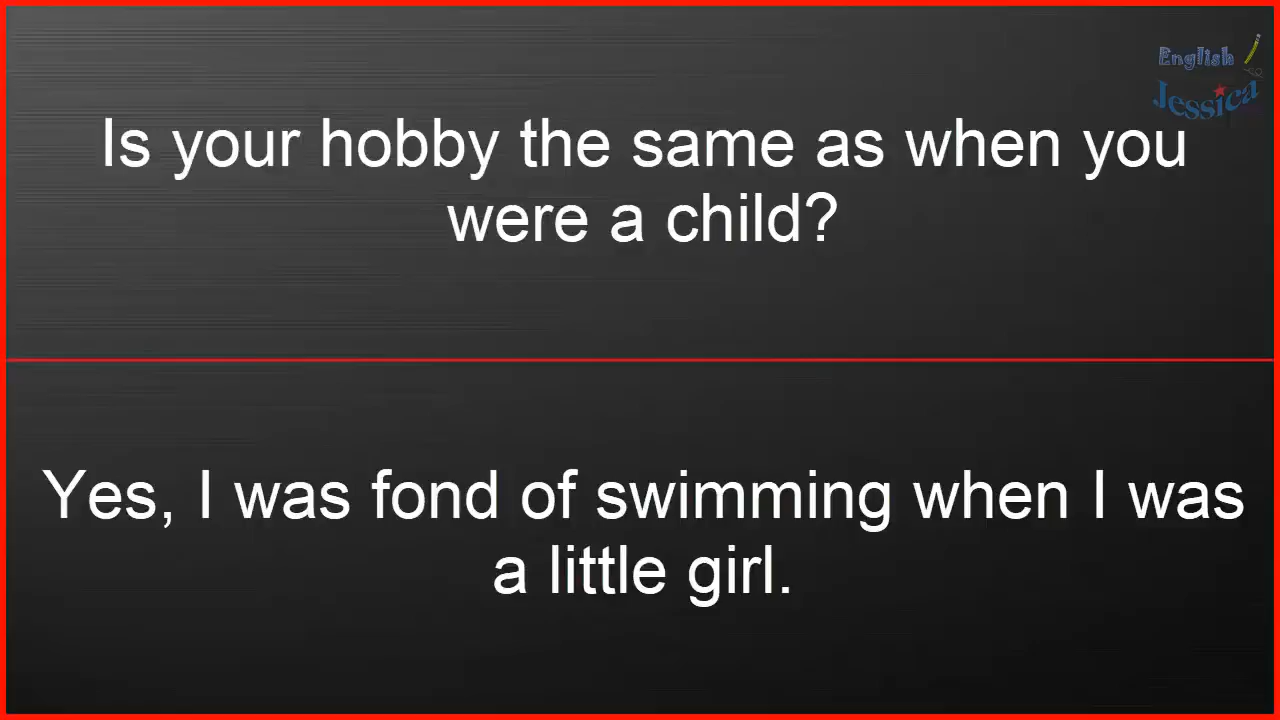 English
Jessica
Is your hobby the same as when you
were a child?
Yes, I was fond of swimming when I was
a little girl.